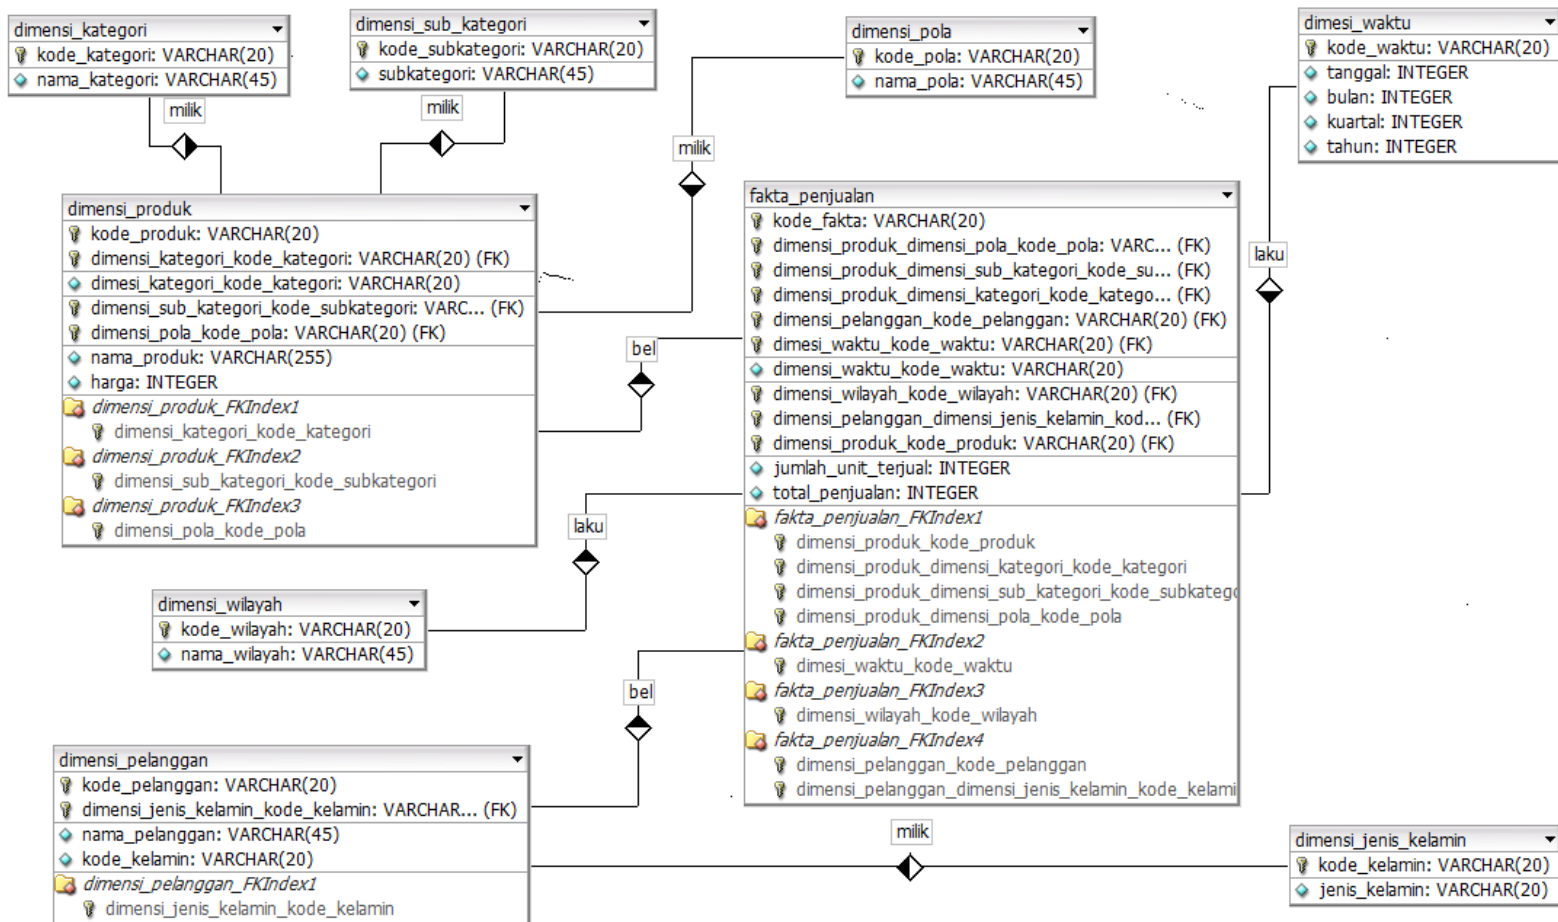 dimensi_kategori
kode_kategori: VARCHAR(20)
nama_kategori: VARCHAR(45)
dimensi_sub_kategori
kode_subkategori: VARCHAR(20)
subkategori: VARCHAR(45)
dimensi_pola
kode_pola: VARCHAR(20)
nama_pola: VARCHAR(45)
dimesi_waktu
kode_waktu: VARCHAR(20)
tanggal: INTEGER
bulan: INTEGER
kuartal: INTEGER
tahun: INTEGER
milik
milik
milik
dimensi_produk
kode_produk: VARCHAR(20)
dimensi_kategori_kode_kategori: VARCHAR(20) (FK)
dimesi_kategori_kode_kategori: VARCHAR(20)
dimensi_sub_kategori_kode_subkategori: VARC... (FK)
dimensi_pola_kode_pola: VARCHAR(20) (FK)
nama_produk: VARCHAR(255)
harga: INTEGER
dimensi_produk_FKIndex1
dimensi_kategori_kode_kategori
dimensi_produk_FKIndex2
dimensi_sub_kategori_kode_subkategori
dimensi_produk_FKIndex3
dimensi_pola_kode_pola
bel
laku
fakta_penjualan
kode_fakta: VARCHAR(20)
dimensi_produk_dimensi_pola_kode_pola: VARC... (FK)
dimensi_produk_dimensi_sub_kategori_kode_su... (FK)
dimensi_produk_dimensi_kategori_kode_katego... (FK)
dimensi_pelanggan_kode_pelanggan: VARCHAR(20) (FK)
dimesi_waktu_kode_waktu: VARCHAR(20) (FK)
dimensi_waktu_kode_waktu: VARCHAR(20)
dimensi_wilayah_kode_wilayah: VARCHAR(20) (FK)
dimensi_pelanggan_dimensi_jenis_kelamin_kod... (FK)
dimensi_produk_kode_produk: VARCHAR(20) (FK)
jumlah_unit_terjual: INTEGER
total_penjualan: INTEGER
fakta_penjualan_FKIndex1
dimensi_produk_kode_produk
dimensi_produk_dimensi_kategori_kode_kategori
dimensi_produk_dimensi_sub_kategori_kode_subkatego
dimensi_produk_dimensi_pola_kode_pola
fakta_penjualan_FKIndex2
dimesi_waktu_kode_waktu
fakta_penjualan_FKIndex3
dimensi_wilayah_kode_wilayah
fakta_penjualan_FKIndex4
dimensi_pelanggan_kode_pelanggan
dimensi_pelanggan_dimensi_jenis_kelamin_kode_kelami
laku
dimensi_wilayah
kode_wilayah: VARCHAR(20)
nama_wilayah: VARCHAR(45)
bel
dimensi_pelanggan
kode_pelanggan: VARCHAR(20)
dimensi_jenis_kelamin_kode_kelamin: VARCHAR... (FK)
nama_pelanggan: VARCHAR(45)
kode_kelamin: VARCHAR(20)
dimensi_pelanggan_FKIndex1
dimensi_jenis_kelamin_kode_kelamin
milik
dimensi_jenis_kelamin
kode_kelamin: VARCHAR(20)
jenis_kelamin: VARCHAR(20)